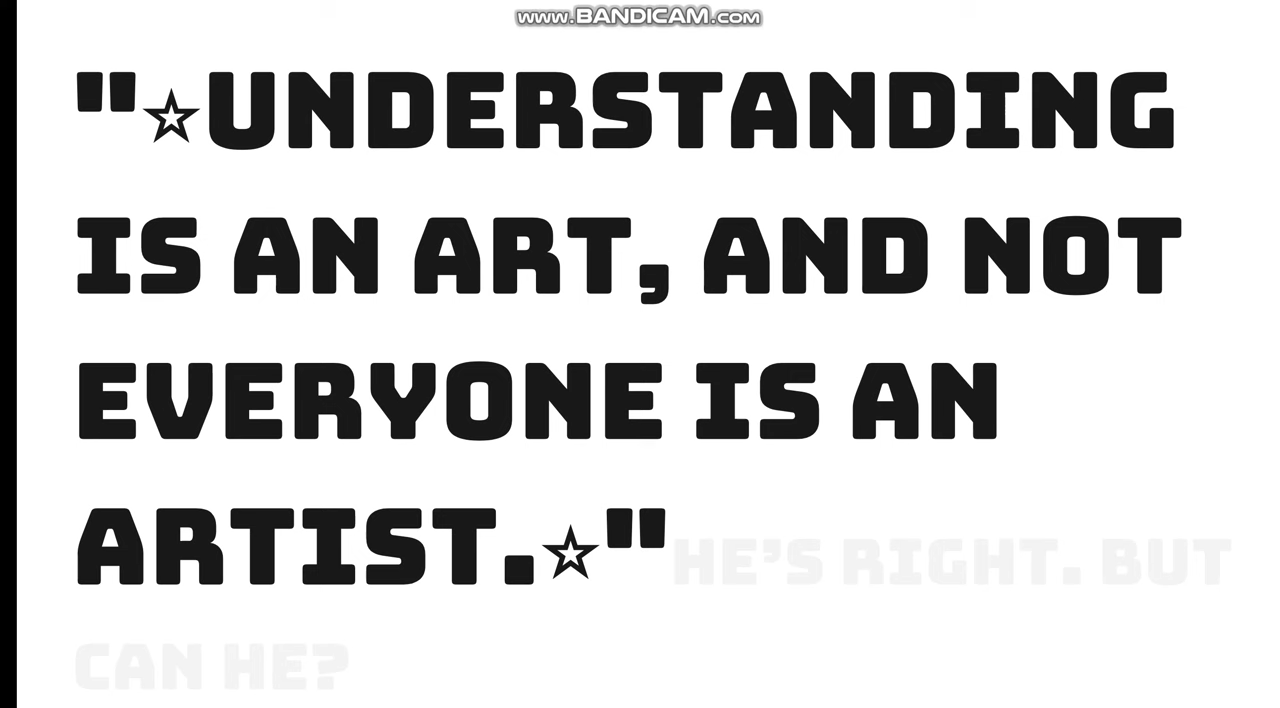 www.BANDICAM.com
"☆UNDERSTANDING
IS AN ART, AND NOT
EVERYONE IS AN
ARTIST.☆"HE’S RIGHT. BUT
CAN HE?